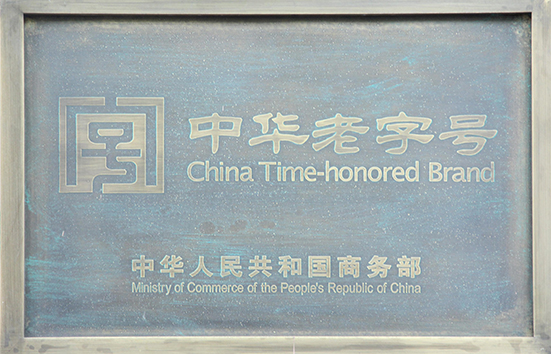 中华老字号
China Time-honored Brand
中华人民共和国商务部
Ministry of Commerce of the People's Republic of China